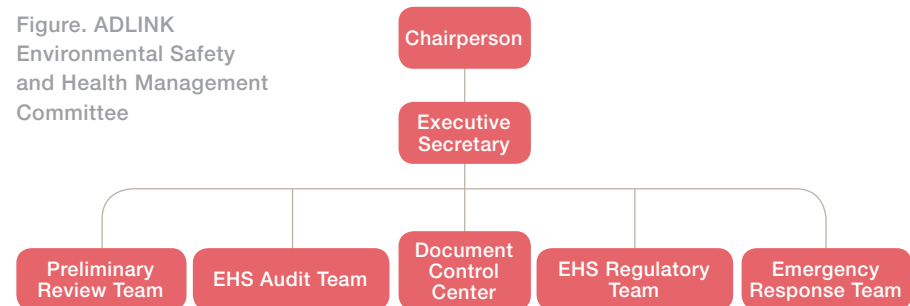 Figure. ADLINK
Environmental Safety
and Health Management
Committee
Chairperson
Executive
Secretary
Preliminary
Review Team
EHS Audit Team
Document
Control
Center
EHS Regulatory
Team
Emergency
Response Team